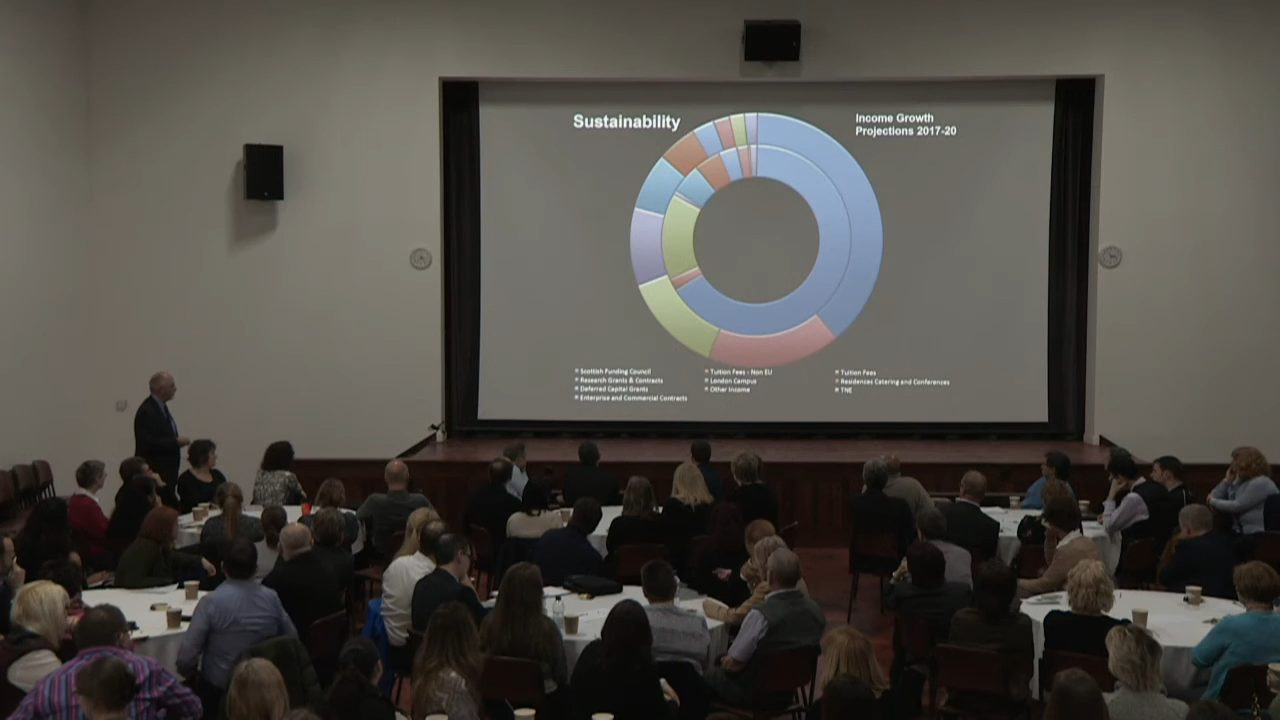 Sustainability
Income Growth
Projections 2017-20
Scottish Funding Council
Tuition Fees - Non EU
Tuition Fees
Research Grants & Contracts
London Campus
Residences Catering and Conferences
Deferred Capital Grants
Other Income
TNE
Enterprise and Commercial Contracts